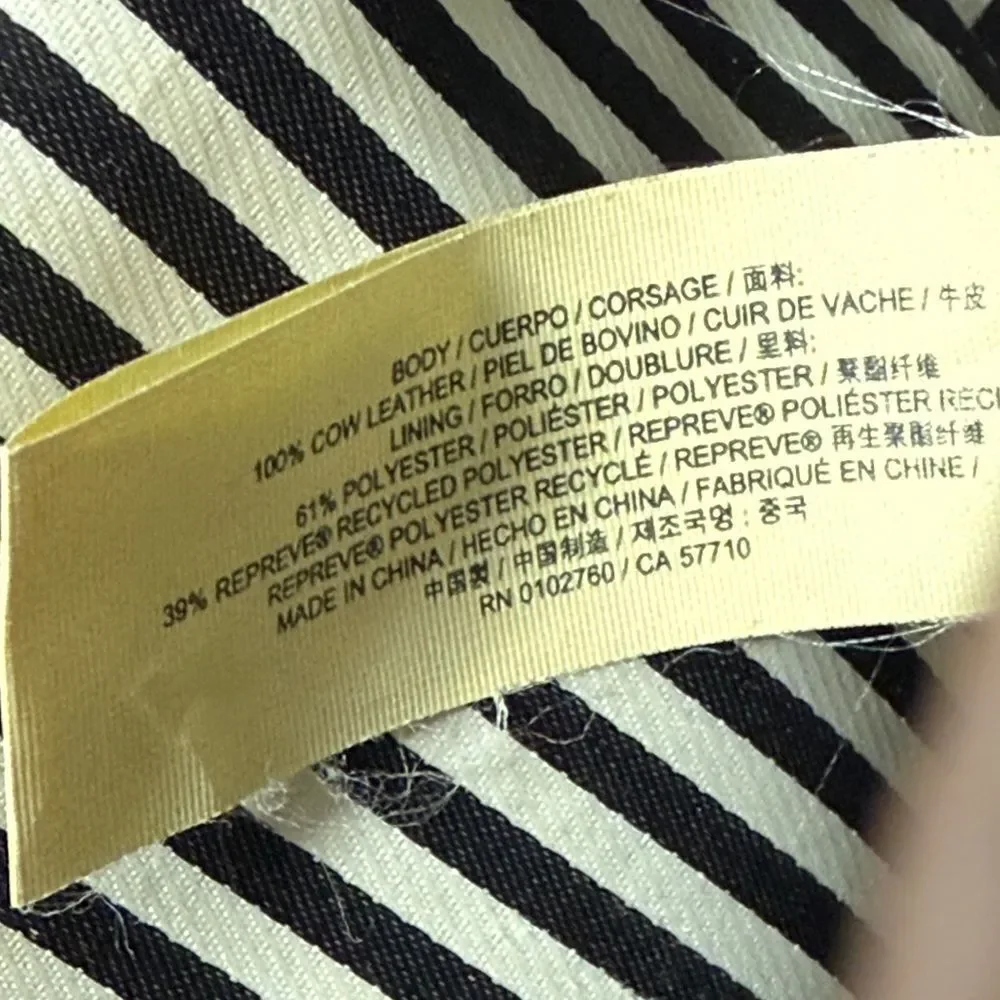 BODY / CUERPO / CORSAGE / 面料:
100% COW LEATHER / PIEL DE BOVINO / CUIR DE VACHE / 牛皮
LINING / FORRO / DOUBLURE / 里料:
61% POLYESTER / POLIÉSTER / POLYESTER / 聚酯纤维
39% REPREVE® RECYCLED POLYESTER / REPREVE® POLIÉSTER RECI
REPREVE® POLYESTER RECYCLÉ / REPREVE® 再生聚酯纤维
MADE IN CHINA / HECHO EN CHINA / FABRIQUÉ EN CHINE /
中国製 / 中国制造 / 제조국명 : 중국
RN 0102760 / CA 57710